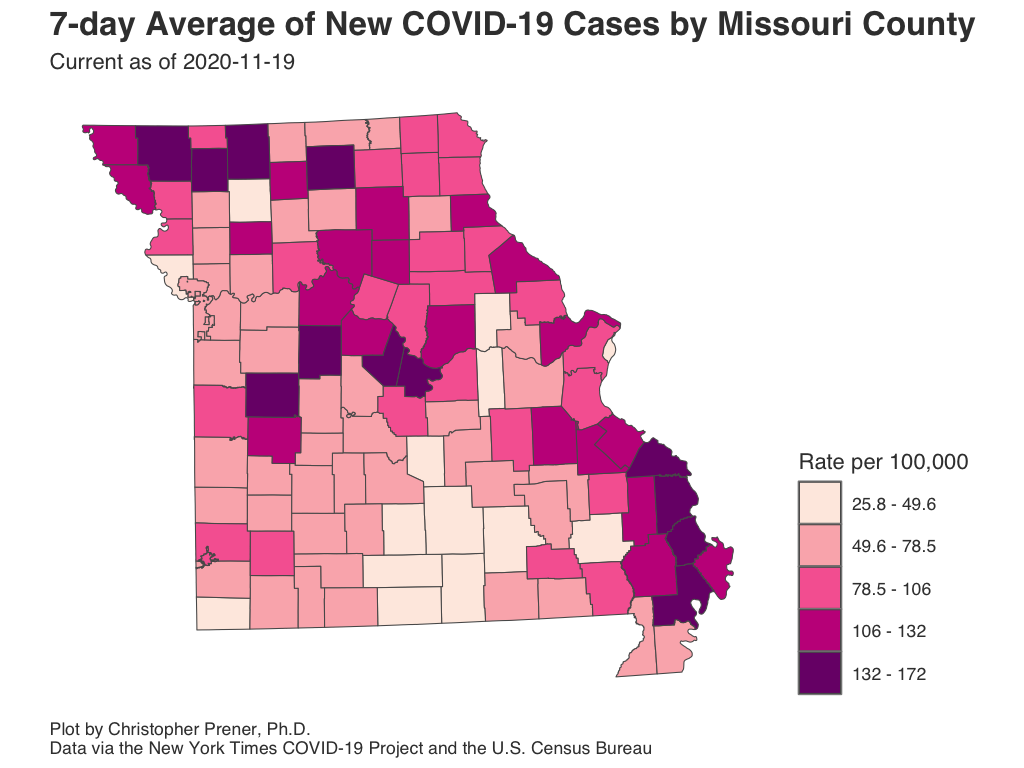 7-day Average of New COVID-19 Cases by Missouri County
Current as of 2020-11-19
Rate per 100,000
25.8 - 49.6
49.6 - 78.5
78.5 - 106
106 - 132
132 - 172
Plot by Christopher Prener, Ph.D.
Data via the New York Times COVID-19 Project and the U.S. Census Bureau